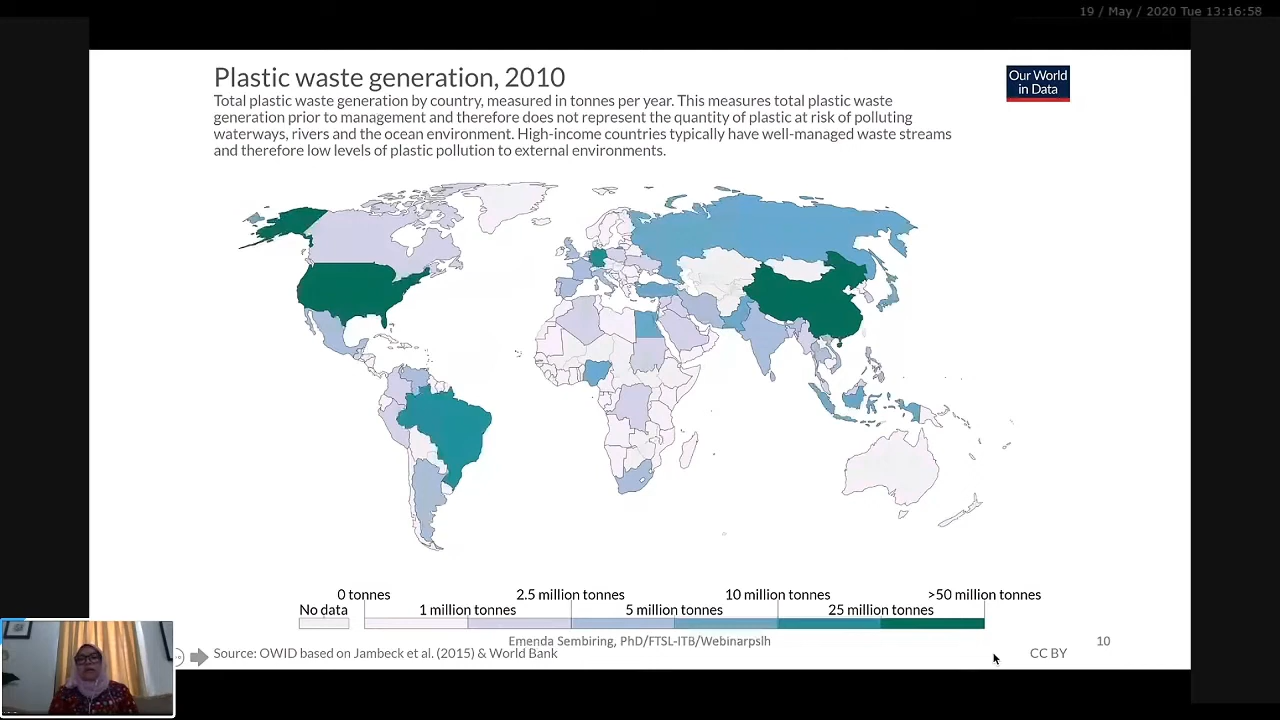 19 / May / 2020 Tue 13:16:58
Plastic waste generation, 2010
Our World
in Data
Total plastic waste generation by country, measured in tonnes per year. This measures total plastic waste
generation prior to management and therefore does not represent the quantity of plastic at risk of polluting
waterways, rivers and the ocean environment. High-income countries typically have well-managed waste streams
and therefore low levels of plastic pollution to external environments.
0 tonnes 2.5 million tonnes 10 million tonnes >50 million tonnes
No data 1 million tonnes 5 million tonnes 25 million tonnes
Emenda Sembiring, PhD/FTSL-ITB/Webinarpslh 10
Source: OWID based on Jambeck et al. (2015) & World Bank CC BY